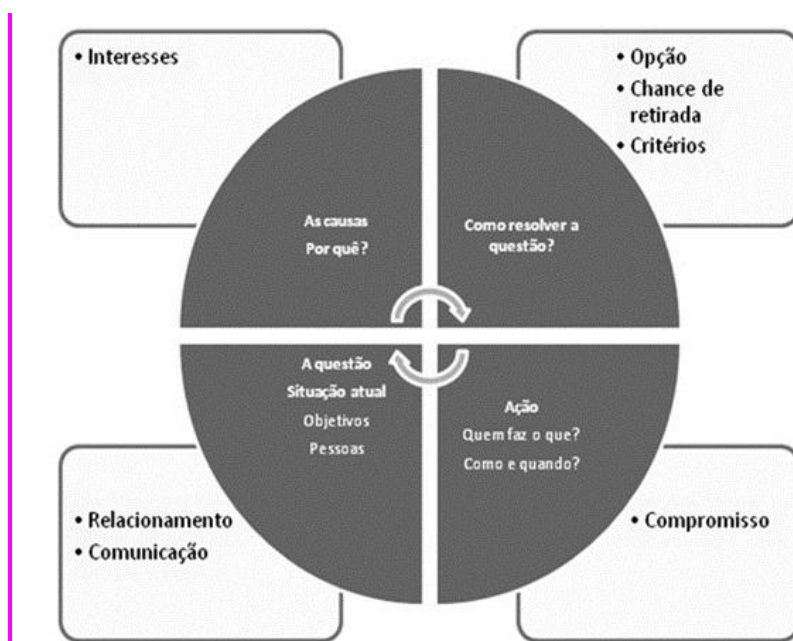 • Interesses
• Opção
• Chance de
retirada
• Critérios
As causas
Por quê?
Como resolver a
questão?
A questão
Situação atual
Objetivos
Pessoas
Ação
Quem faz o que?
Como e quando?
• Relacionamento
• Comunicação
• Compromisso